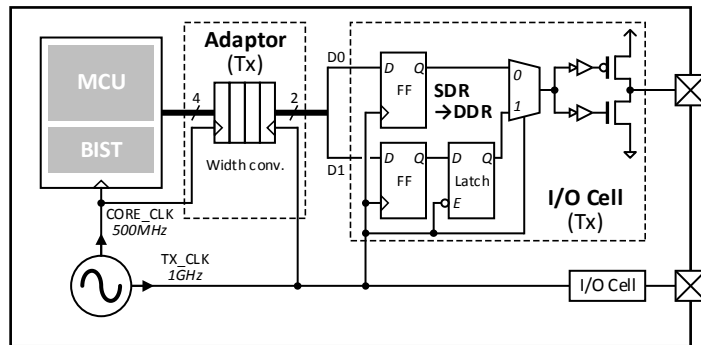 MCU
BIST
Adaptor
(Tx)
4
2
Width conv.
CORE_CLK
500MHz
TX_CLK
1GHz
D0
D1
D
Q
FF
SDR
→DDR
0
1
D
Q
FF
D
Q
Latch
E
I/O Cell
(Tx)
I/O Cell